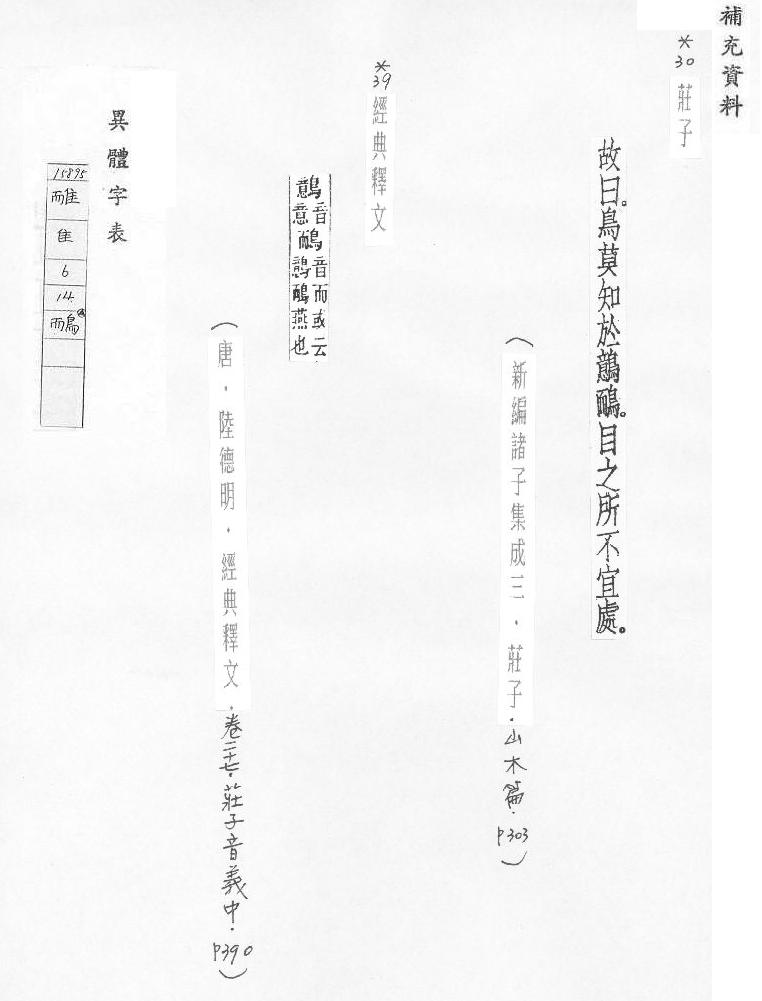 補充資料
*30 莊子
故曰。鳥莫知於鷾鴯。目之所不宜處。
(新編諸子集成三．莊子．山木篇．P303)
*39 經典釋文
鷾音意鴯音而或云鷾鴯燕也
(唐．陸德明．經典釋文．卷二十七．莊子音義中．P390)
異體字表
15895
隹
6
14
鴯